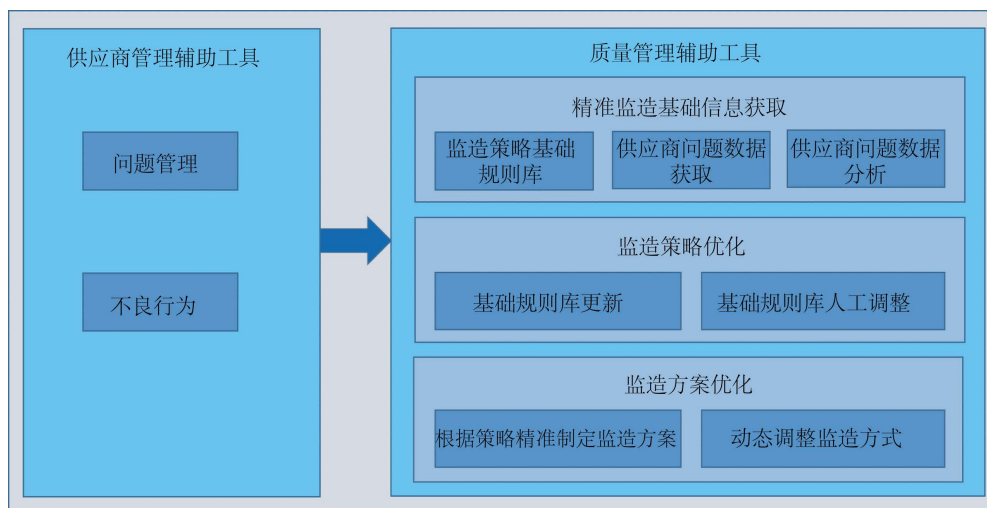 供应商管理辅助工具
问题管理
不良行为
质量管理辅助工具
精准监造基础信息获取
监造策略基础
规则库
供应商问题数据
获取
供应商问题数据
分析
监造策略优化
基础规则库更新
基础规则库人工调整
监造方案优化
根据策略精准制定监造方案
动态调整监造方式